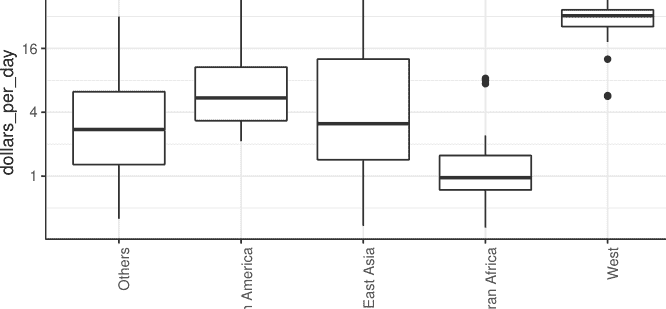 dollars_per_day
16
4
1
Others
n America
East Asia
ran Africa
West